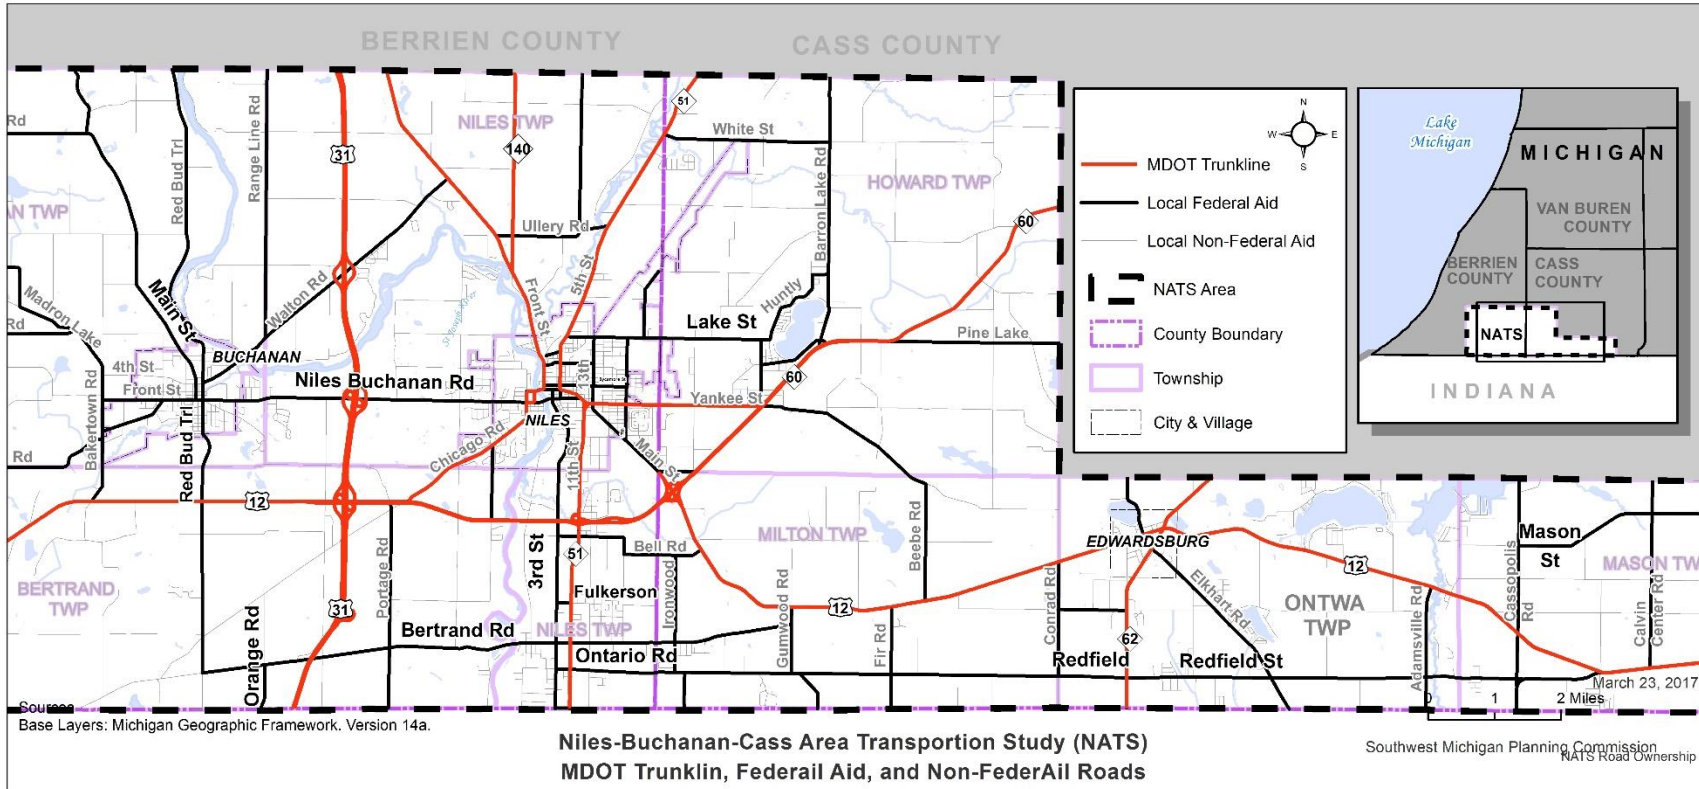 BERRIEN COUNTY
CASS COUNTY
Rd
Red Bud Trl
Range Line Rd
31
NILES TWP
140
51
White St
HOWARD TWP
Barron Lake Rd
60
AN TWP
Ullery Rd
5th St
Front St
Walton Rd
Main St
Madron Lake
Rd
Huntly
Lake St
Pine Lake
BUCHANAN
4th St
Front St
Niles Buchanan Rd
13th
Sycamore St
60
Yankee St
NILES
Bakertown Rd
Red Bud Trl
Rd
Chicago Rd
11th St
Main St
12
BERTRAND
TWP
31
Portage Rd
3rd St
51
Bell Rd
Fulkerson
Ironwood
MILTON TWP
Beebe Rd
Gumwood Rd
12
Fir Rd
Orange Rd
Bertrand Rd
NILES TWP
Ontario Rd
EDWARDSBURG
Conrad Rd
62
Elkhart Rd
ONTWA
TWP
12
Redfield
Redfield St
Adamsville Rd
Cassopolis
Rd
Mason
St
MASON TW
Calvin
Center Rd
N
W
E
S
MDOT Trunkline
Local Federal Aid
Local Non-Federal Aid
NATS Area
County Boundary
Township
City & Village
Lake
Michigan
MICHIGAN
VAN BUREN
COUNTY
BERRIEN
COUNTY
CASS
COUNTY
NATS
INDIANA
March 23, 2017
0 1 2 Miles
Sources
Base Layers: Michigan Geographic Framework. Version 14a.
Niles-Buchanan-Cass Area Transportion Study (NATS)
MDOT Trunklin, Federail Aid, and Non-FederAil Roads
Southwest Michigan Planning Commission
NATS Road Ownership